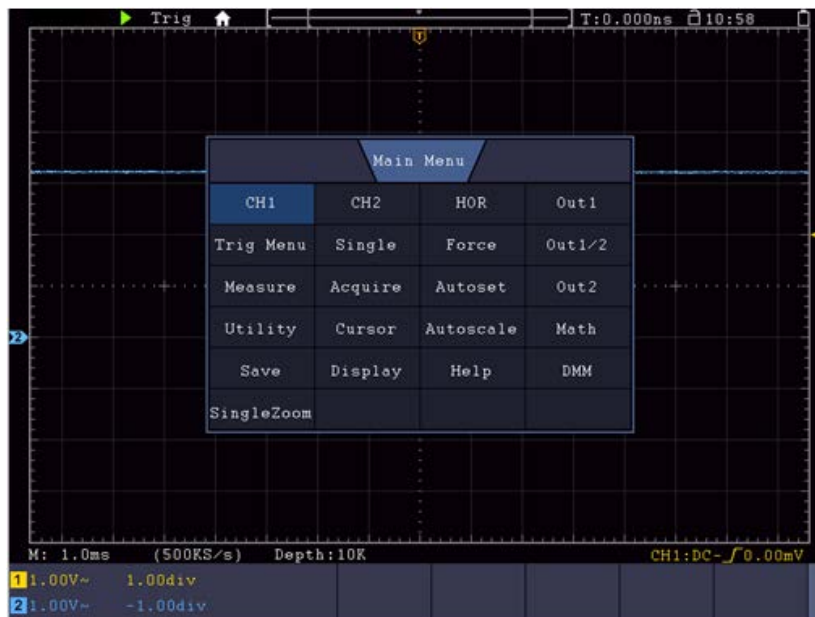 Trig T:0.000ns 10:58
T
Main Menu
CH1 CH2 HOR Out1
Trig Menu Single Force Out1/2
Measure Acquire Autoset Out2
Utility Cursor Autoscale Math
2
Save Display Help DMM
SingleZoom
M: 1.0ms (500KS/s) Depth:10K CH1:DC-ʃ0.00mV
1 1.00V~ 1.00div
2 1.00V~ -1.00div